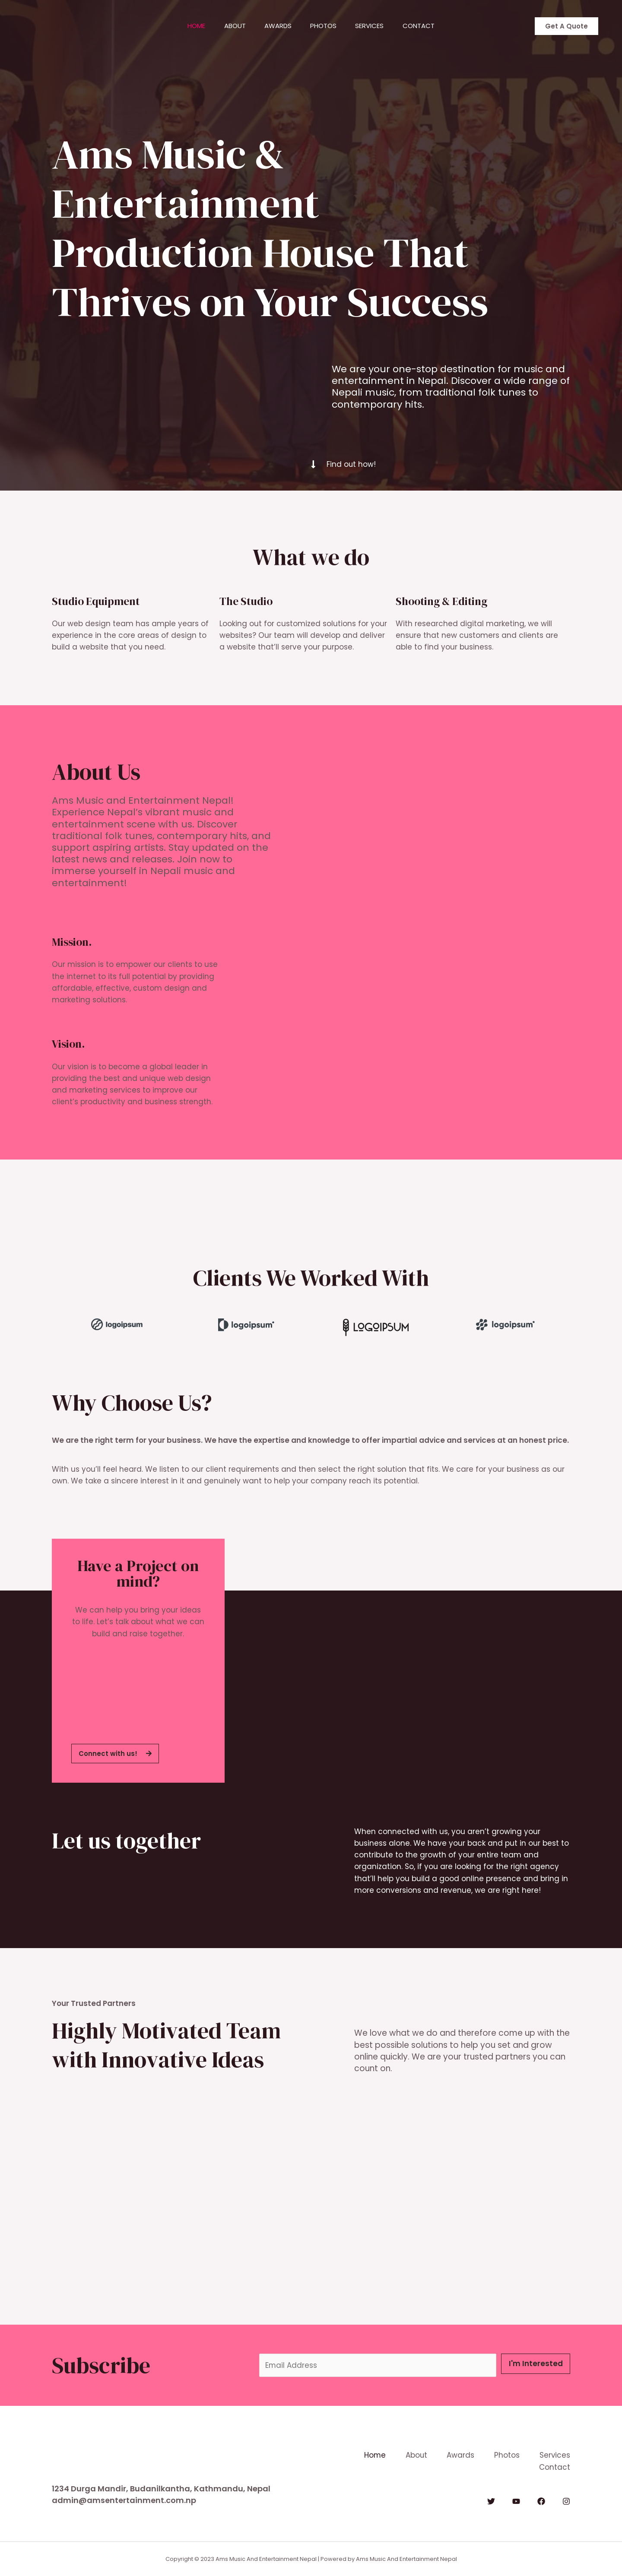 HOME ABOUT AWARDS PHOTOS SERVICES CONTACT
Get A Quote
A.
NATION
Ams Music &
Entertainment
Production House That
Thrives on Your Success
We are your one-stop destination for music and
entertainment in Nepal. Discover a wide range of
Nepali music, from traditional folk tunes to
contemporary hits.
Find out how!
What we do
Studio Equipment
Our web design team has ample years of
experience in the core areas of design to
build a website that you need.
The Studio
Looking out for customized solutions for your
websites? Our team will develop and deliver
a website that’ll serve your purpose.
Shooting & Editing
With researched digital marketing, we will
ensure that new customers and clients are
able to find your business.
About Us
Ams Music and Entertainment Nepal!
Experience Nepal’s vibrant music and
entertainment scene with us. Discover
traditional folk tunes, contemporary hits, and
support aspiring artists. Stay updated on the
latest news and releases. Join now to
immerse yourself in Nepali music and
entertainment!
Mission.
Our mission is to empower our clients to use
the internet to its full potential by providing
affordable, effective, custom design and
marketing solutions.
Vision.
Our vision is to become a global leader in
providing the best and unique web design
and marketing services to improve our
client’s productivity and business strength.
Clients We Worked With
logoipsum
logoipsum
LOGOIPSUM
logoipsum
Why Choose Us?
We are the right term for your business. We have the expertise and knowledge to offer impartial advice and services at an honest price.
With us you’ll feel heard. We listen to our client requirements and then select the right solution that fits. We care for your business as our
own. We take a sincere interest in it and genuinely want to help your company reach its potential.
Have a Project on
mind?
We can help you bring your ideas
to life. Let’s talk about what we can
build and raise together.
Connect with us!
Let us together
When connected with us, you aren’t growing your
business alone. We have your back and put in our best to
contribute to the growth of your entire team and
organization. So, if you are looking for the right agency
that’ll help you build a good online presence and bring in
more conversions and revenue, we are right here!
Your Trusted Partners
Highly Motivated Team
with Innovative Ideas
We love what we do and therefore come up with the
best possible solutions to help you set and grow
online quickly. We are your trusted partners you can
count on.
Subscribe
Email Address
I'm Interested
Home About Awards Photos Services
Contact
1234 Durga Mandir, Budanilkantha, Kathmandu, Nepal
admin@amsentertainment.com.np
Copyright © 2023 Ams Music And Entertainment Nepal | Powered by Ams Music And Entertainment Nepal